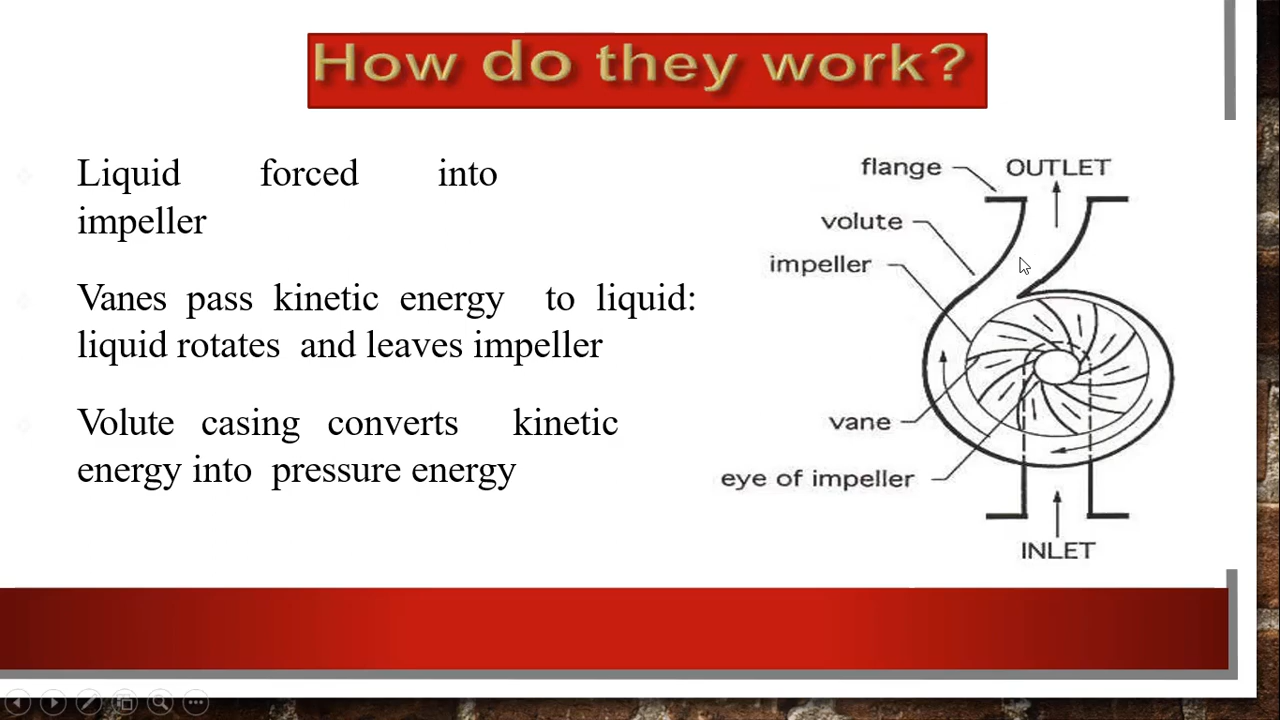 How do they work?
Liquid forced into
impeller
Vanes pass kinetic energy to liquid:
liquid rotates and leaves impeller
Volute casing converts kinetic
energy into pressure energy
flange
OUTLET
volute
impeller
vane
eye of impeller
INLET